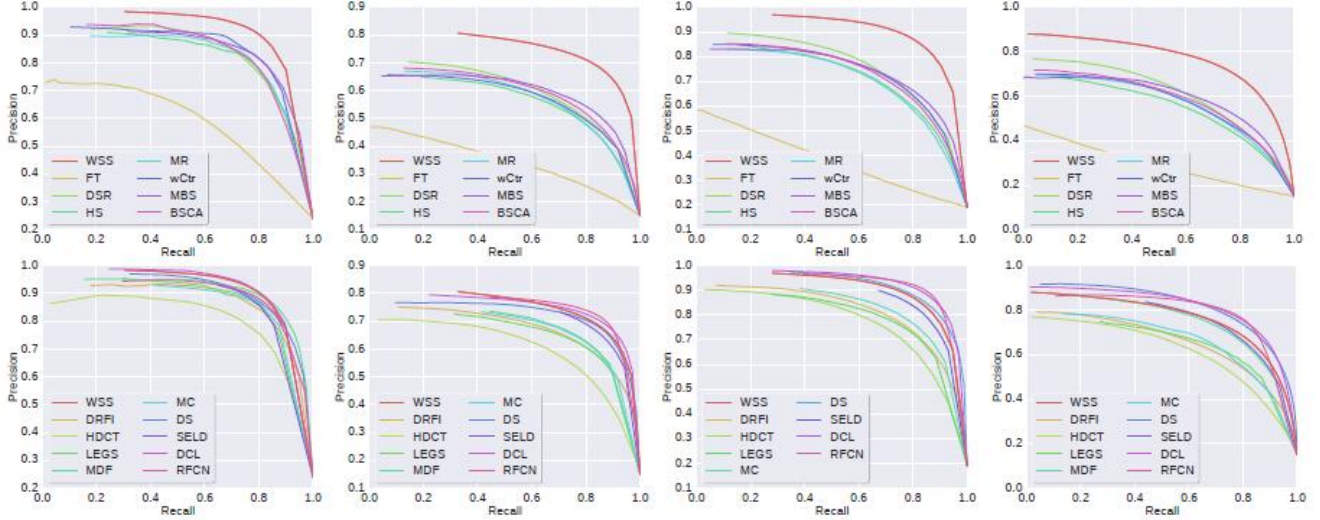 1.0
0.9
0.8
0.7
0.6
0.5
0.4
0.3
0.2
Precision
WSS MR
FT wCtr
DSR MBS
HS BSCA
0.0 0.2 0.4 0.6 0.8 1.0
Recall
0.9
0.8
0.7
0.6
0.5
0.4
0.3
0.2
0.1
Precision
WSS MR
FT wCtr
DSR MBS
HS BSCA
0.0 0.2 0.4 0.6 0.8 1.0
Recall
1.0
0.9
0.8
0.7
0.6
0.5
0.4
0.3
0.2
0.1
Precision
WSS MR
FT wCtr
DSR MBS
HS BSCA
0.0 0.2 0.4 0.6 0.8 1.0
Recall
1.0
0.8
0.6
0.4
0.2
0.0
Precision
WSS MR
FT wCtr
DSR MBS
HS BSCA
0.0 0.2 0.4 0.6 0.8 1.0
Recall
1.0
0.9
0.8
0.7
0.6
0.5
0.4
0.3
0.2
Precision
WSS MC
DRFI DS
HDCT SELD
LEGS DCL
MDF RFCN
0.0 0.2 0.4 0.6 0.8 1.0
Recall
0.9
0.8
0.7
0.6
0.5
0.4
0.3
0.2
0.1
Precision
WSS MC
DRFI DS
HDCT SELD
LEGS DCL
MDF RFCN
0.0 0.2 0.4 0.6 0.8 1.0
Recall
1.0
0.9
0.8
0.7
0.6
0.5
0.4
0.3
0.2
0.1
Precision
WSS DS
DRFI SELD
HDCT DCL
LEGS RFCN
MC
0.0 0.2 0.4 0.6 0.8 1.0
Recall
1.0
0.8
0.6
0.4
0.2
0.0
Precision
WSS MC
DRFI DS
HDCT SELD
LEGS DCL
MDF RFCN
0.0 0.2 0.4 0.6 0.8 1.0
Recall